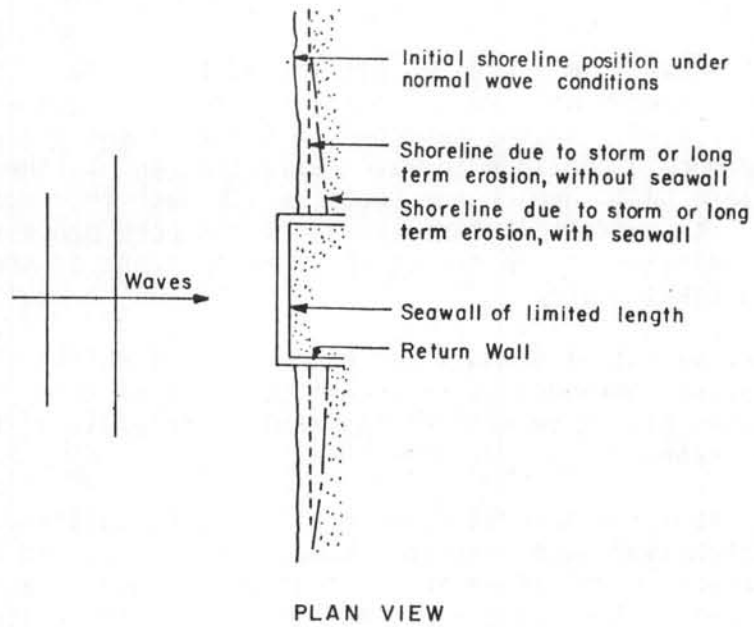 Initial shoreline position under
normal wave conditions
Shoreline due to storm or long
term erosion, without seawall
Shoreline due to storm or long
term erosion, with seawall
Waves
Seawall of limited length
Return Wall
PLAN VIEW